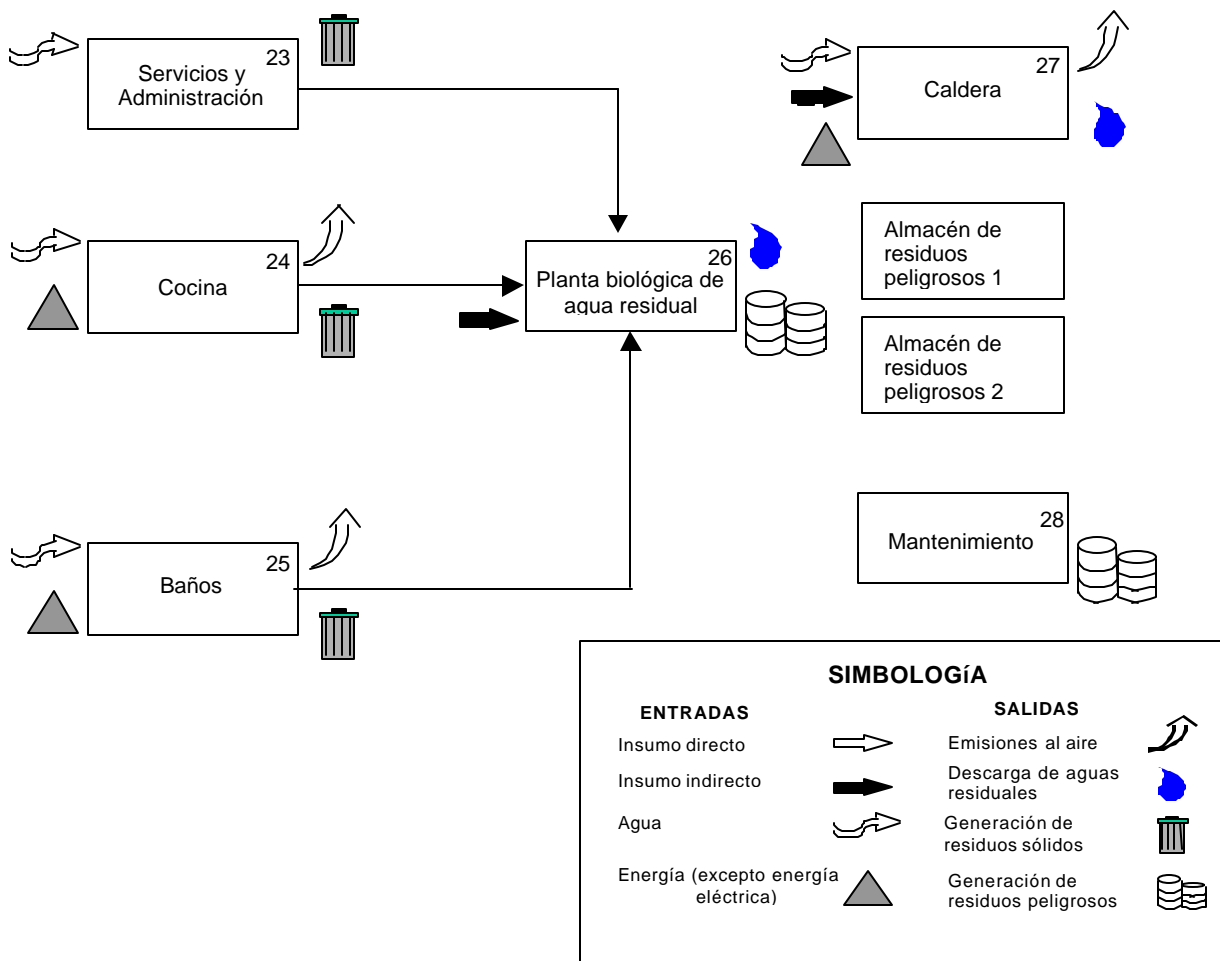 23
Servicios y
Administración
27
Caldera
24
Cocina
26
Planta biológica de
agua residual
Almacén de
residuos
peligrosos 1
Almacén de
residuos
peligrosos 2
25
Baños
28
Mantenimiento
SIMBOLOGíA
ENTRADAS
SALIDAS
Insumo directo
Emisiones al aire
Insumo indirecto
Descarga de aguas
residuales
Agua
Generación de
residuos sólidos
Energía (excepto energía
eléctrica)
Generación de
residuos peligrosos